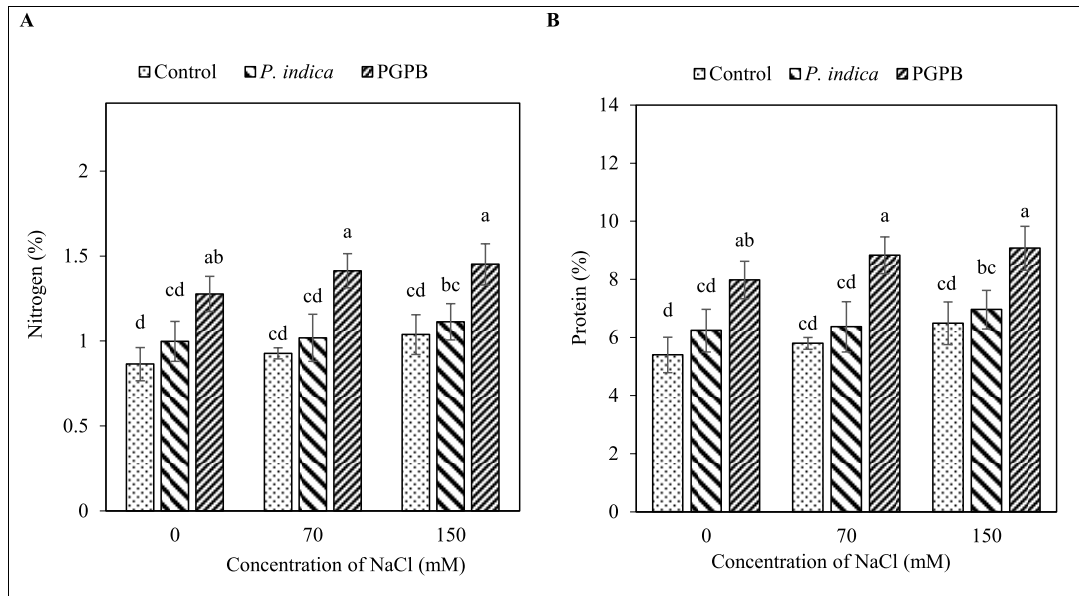 A
Control P. indica PGPB
Nitrogen (%)
2
1.5
1
0.5
0
d cd ab
cd cd a
cd bc a
0 70 150
Concentration of NaCl (mM)
B
Control P. indica PGPB
Protein (%)
14
12
10
8
6
4
2
0
d cd ab
cd cd a
cd bc a
0 70 150
Concentration of NaCl (mM)